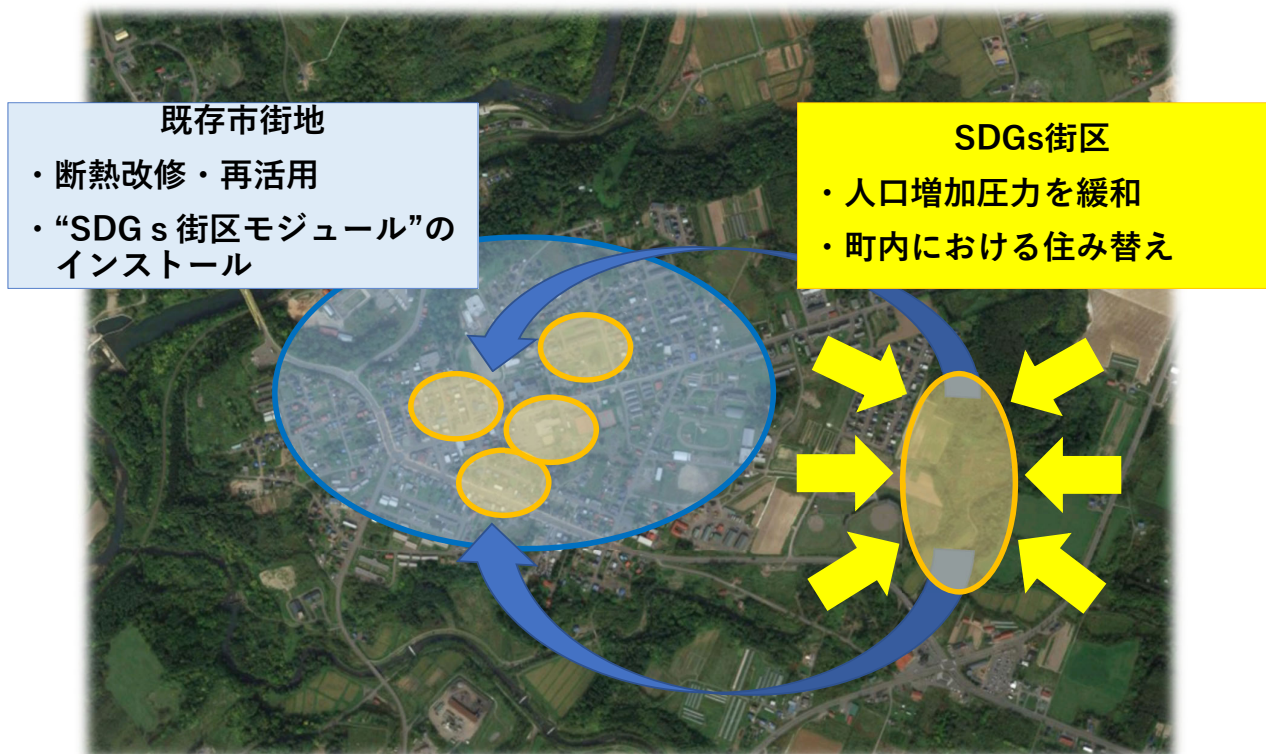 既存市街地
・断熱改修・再活用
・“SDGｓ街区モジュール”の
インストール
SDGs街区
・人口増加圧力を緩和
・町内における住み替え